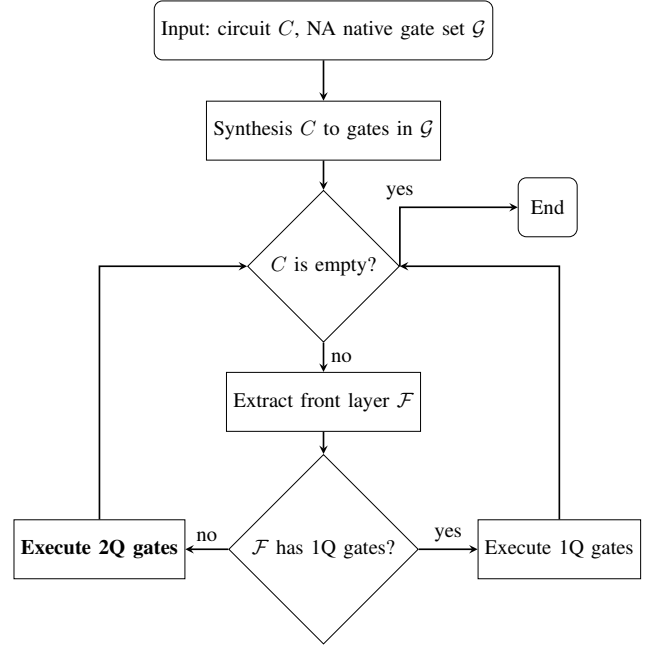 Input: circuit C, NA native gate set 𝒢
Synthesis C to gates in 𝒢
yes
End
C is empty?
no
Extract front layer ℱ
Execute 2Q gates
no
ℱ has 1Q gates?
yes
Execute 1Q gates